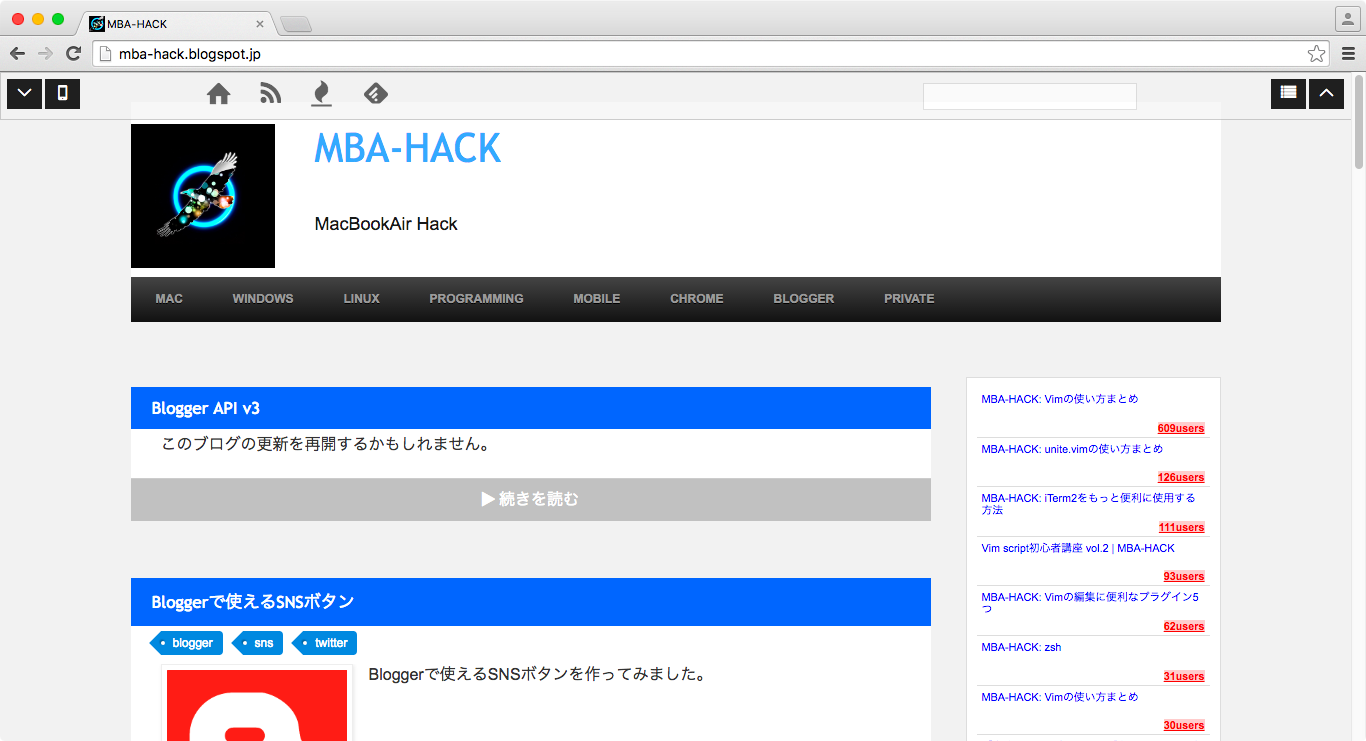 MBA-HACK
mba-hack.blogspot.jp
MBA-HACK
MacBookAir Hack
MAC WINDOWS LINUX PROGRAMMING MOBILE CHROME BLOGGER PRIVATE
Blogger API v3
このブログの更新を再開するかもしれません。
▶ 続きを読む
Bloggerで使えるSNSボタン
blogger sns twitter
Bloggerで使えるSNSボタンを作ってみました。
MBA-HACK: Vimの使い方まとめ
609users
MBA-HACK: unite.vimの使い方まとめ
126users
MBA-HACK: iTerm2をもっと便利に使用する
方法
111users
Vim script初心者講座 vol.2 | MBA-HACK
93users
MBA-HACK: Vimの編集に便利なプラグイン5
つ
62users
MBA-HACK: zsh
31users
MBA-HACK: Vimの使い方まとめ
30users